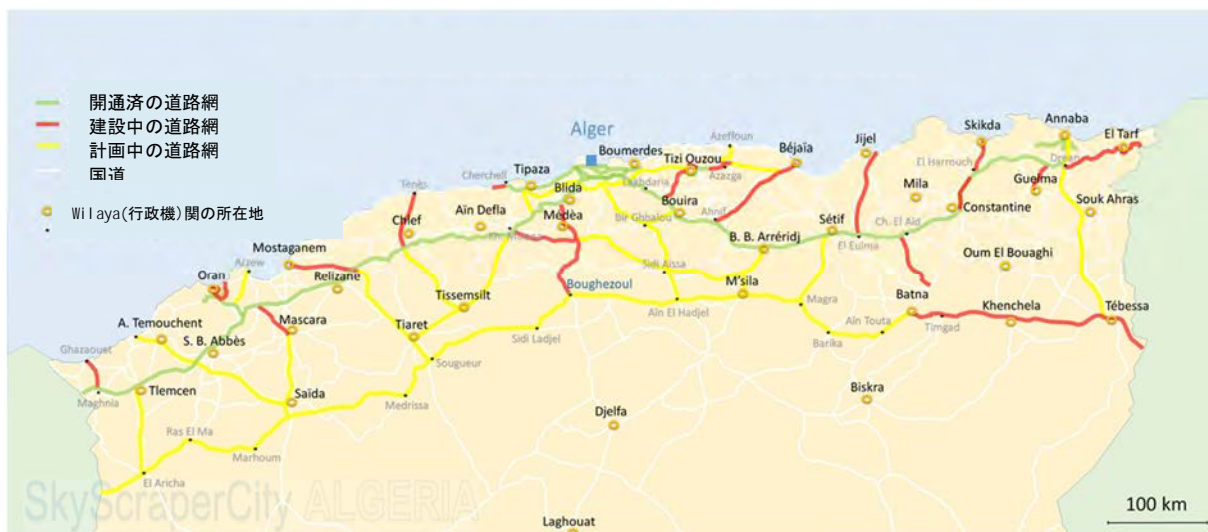 開通済の道路網
建設中の道路網
計画中の道路網
国道
Wilaya(行政機)関の所在地
Alger
Azeffoun
Boumerdes
Tizi Ouzou
Béjaïa
Jijel
Skikda
Annaba
El Tarf
Tipaza
Cherchell
Blida
Lakhdaria
Azazga
El Harrouch
Drean
Guelma
Ténès
Aïn Defla
Médéa
Bir Ghbalou
Bouira
Ahnif
Mila
Constantine
Souk Ahras
Chlef
Sétif
Ch. El Aid
Mostaganem
B. B. Arréridj
El Eulma
Oum El Bouaghi
Arzew
Oran
Relizane
Sidi Aissa
Boughezoul
M'sila
Tissemsilt
Batna
Khenchela
Tébessa
A. Temouchent
Mascara
Tiaret
Aïn El Hadjel
Magra
Aïn Touta
Timgad
S. B. Abbès
Sidi Ladjel
Barika
Ghazaouet
Sougueur
Tlemcen
Maghnia
Saïda
Medrissa
Biskra
Djelfa
Ras El Ma
Marhoum
El Aricha
SkyScraperCity ALGERIA
100 km
Laghouat